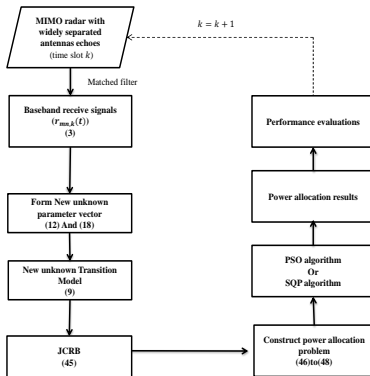 MIMO radar with
widely separated
antennas echoes
(time slot k)
k = k + 1
Matched filter
Baseband receive signals
(r_{mn,k}(t))
(3)
Form New unknown
parameter vector
(12) And (18)
New unknown Transition
Model
(9)
JCRB
(45)
Construct power allocation
problem
(46)to(48)
PSO algorithm
Or
SQP algorithm
Power allocation results
Performance evaluations